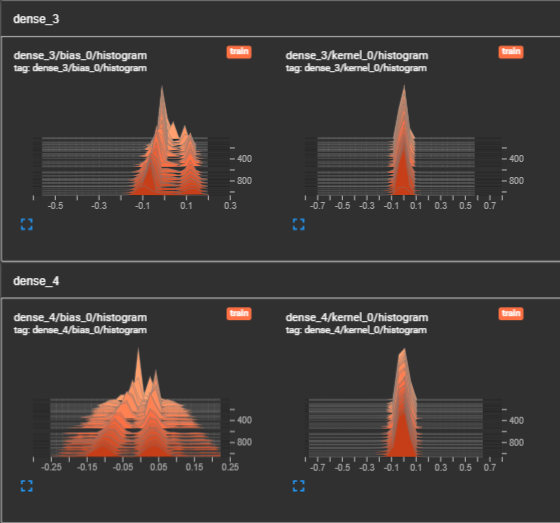 dense_3
dense_3/bias_0/histogram train
tag: dense_3/bias_0/histogram
400
800
-0.5 -0.3 -0.1 0.1 0.3
dense_3/kernel_0/histogram train
tag: dense_3/kernel_0/histogram
400
800
-0.7 -0.5 -0.3 -0.1 0.1 0.3 0.5 0.7
dense_4
dense_4/bias_0/histogram train
tag: dense_4/bias_0/histogram
400
800
-0.25 -0.15 -0.05 0.05 0.15 0.25
dense_4/kernel_0/histogram train
tag: dense_4/kernel_0/histogram
400
800
-0.7 -0.5 -0.3 -0.1 0.1 0.3 0.5 0.7